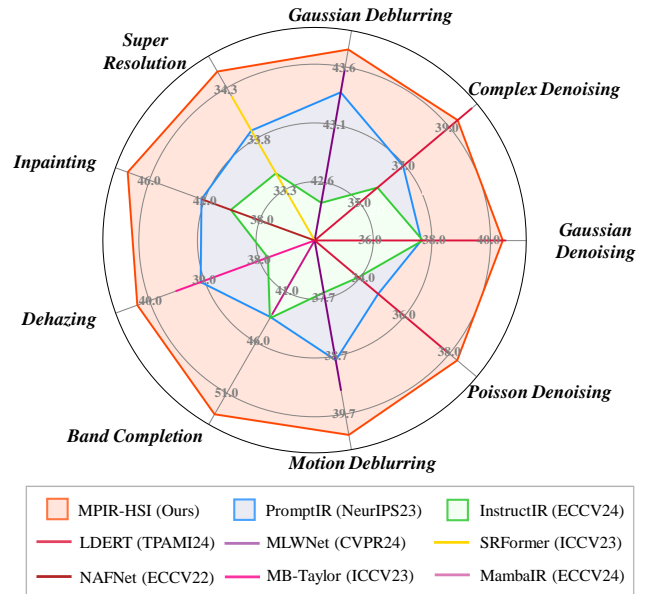 Gaussian Deblurring
Super
Resolution
43.6
34.3
Complex Denoising
39.0
43.1
33.8
37.0
Inpainting
46.0
42.6
33.3
35.0
42.0
38.0
Gaussian
Denoising
36.0
38.0
40.0
38.0
39.0
34.0
40.0
41.0
37.7
36.0
Dehazing
46.0
38.7
38.0
51.0
39.7
Poisson Denoising
Band Completion
Motion Deblurring
MPIR-HSI (Ours) PromptIR (NeurIPS23) InstructIR (ECCV24)
LDERT (TPAMI24) MLWNet (CVPR24) SRFormer (ICCV23)
NAFNet (ECCV22) MB-Taylor (ICCV23) MambaIR (ECCV24)